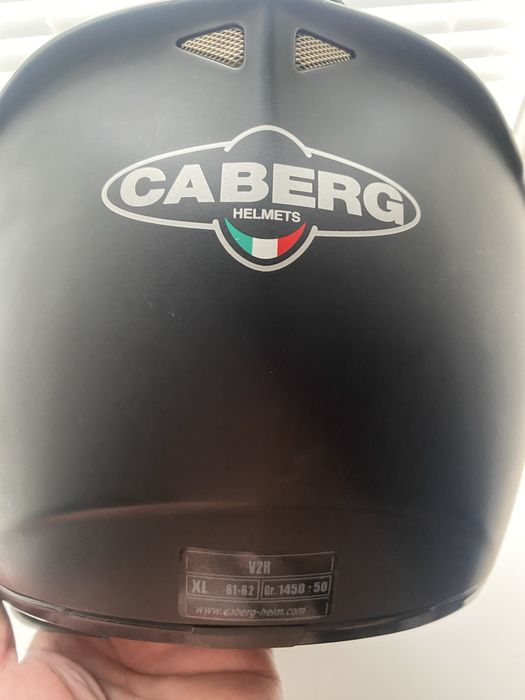 CABERG
HELMETS
V2R
XL 61-62 Gr. 1450 : 50
www.caberg-helm.com